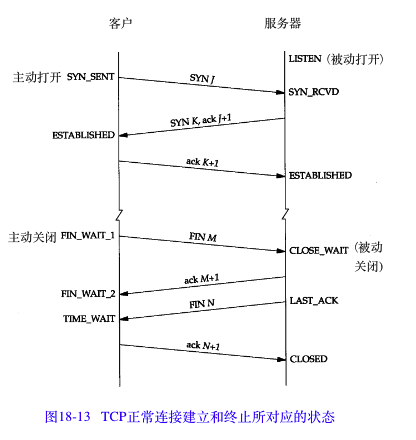 客户 服务器
LISTEN (被动打开)
主动打开 SYN_SENT
SYN J
SYN_RCVD
SYN K, ack J+1
ESTABLISHED
ack K+1
ESTABLISHED
主动关闭 FIN_WAIT_1
FIN M
CLOSE_WAIT (被动
关闭)
ack M+1
FIN_WAIT_2
FIN N
LAST_ACK
TIME_WAIT
ack N+1
CLOSED
图18-13 TCP正常连接建立和终止所对应的状态